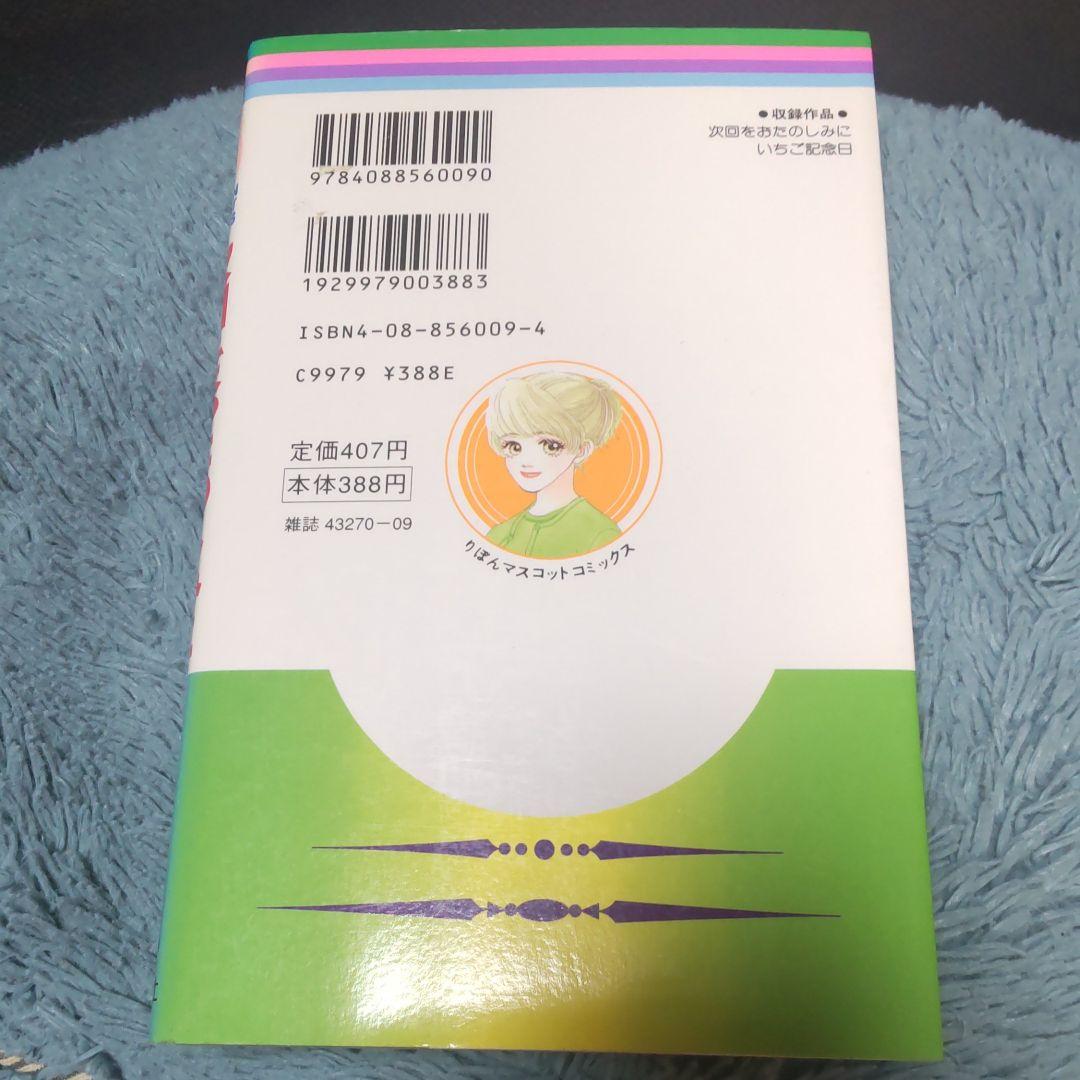 9784088560090
1929979003883
ISBN4-08-856009-4
C9979 ¥388E
定価407円
本体388円
雑誌 43270-09
●収録作品●
次回をおたのしみに
いちご記念日
りぼんマスコットコミックス